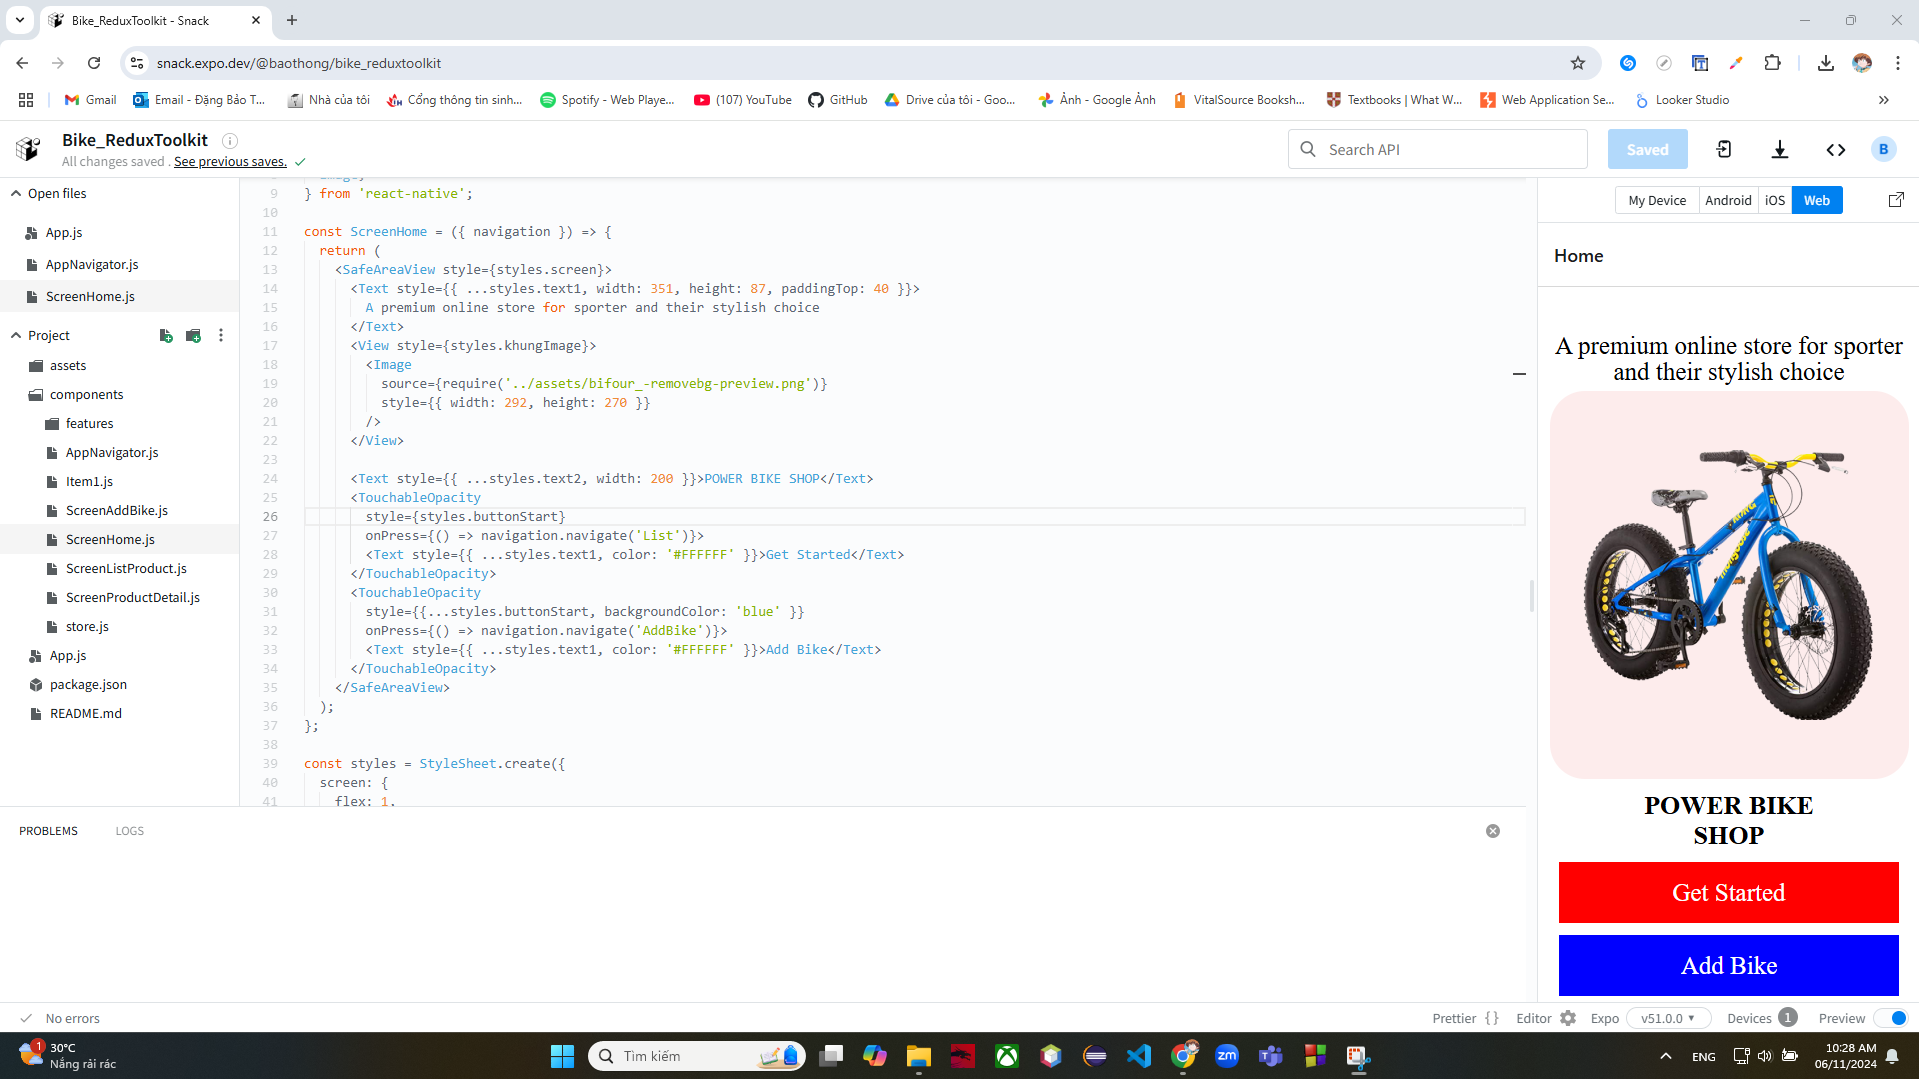 Bike_ReduxToolkit - Snack
snack.expo.dev/@baothong/bike_reduxtoolkit
Gmail
Email - Đặng Bảo T...
Nhà của tôi
Cổng thông tin sinh...
Spotify - Web Playe...
(107) YouTube
GitHub
Drive của tôi - Goo...
Ảnh - Google Ảnh
VitalSource Booksh...
Textbooks | What W...
Web Application Se...
Looker Studio
Bike_ReduxToolkit
All changes saved . See previous saves.
Search API
Saved
B
Open files
App.js
AppNavigator.js
ScreenHome.js
Project
assets
components
features
AppNavigator.js
Item1.js
ScreenAddBike.js
ScreenHome.js
ScreenListProduct.js
ScreenProductDetail.js
store.js
App.js
package.json
README.md
9 } from 'react-native';
10
11 const ScreenHome = ({ navigation }) => {
12 return (
13 <SafeAreaView style={styles.screen}>
14 <Text style={{ ...styles.text1, width: 351, height: 87, paddingTop: 40 }}>
15 A premium online store for sporter and their stylish choice
16 </Text>
17 <View style={styles.khungImage}>
18 <Image
19 source={require('../assets/bifour_-removebg-preview.png')}
20 style={{ width: 292, height: 270 }}
21 />
22 </View>
23
24 <Text style={{ ...styles.text2, width: 200 }}>POWER BIKE SHOP</Text>
25 <TouchableOpacity
26 style={styles.buttonStart}
27 onPress={() => navigation.navigate('List')}>
28 <Text style={{ ...styles.text1, color: '#FFFFFF' }}>Get Started</Text>
29 </TouchableOpacity>
30 <TouchableOpacity
31 style={{...styles.buttonStart, backgroundColor: 'blue' }}
32 onPress={() => navigation.navigate('AddBike')}>
33 <Text style={{ ...styles.text1, color: '#FFFFFF' }}>Add Bike</Text>
34 </TouchableOpacity>
35 </SafeAreaView>
36 );
37 };
38
39 const styles = StyleSheet.create({
40 screen: {
41 flex: 1,
PROBLEMS
LOGS
My Device
Android
iOS
Web
Home
A premium online store for sporter
and their stylish choice
POWER BIKE
SHOP
Get Started
Add Bike
No errors
Prettier { }
Editor
Expo
v51.0.0
Devices 1
Preview
1
30°C
Nắng rải rác
Tìm kiếm
zm
ENG
10:28 AM
06/11/2024